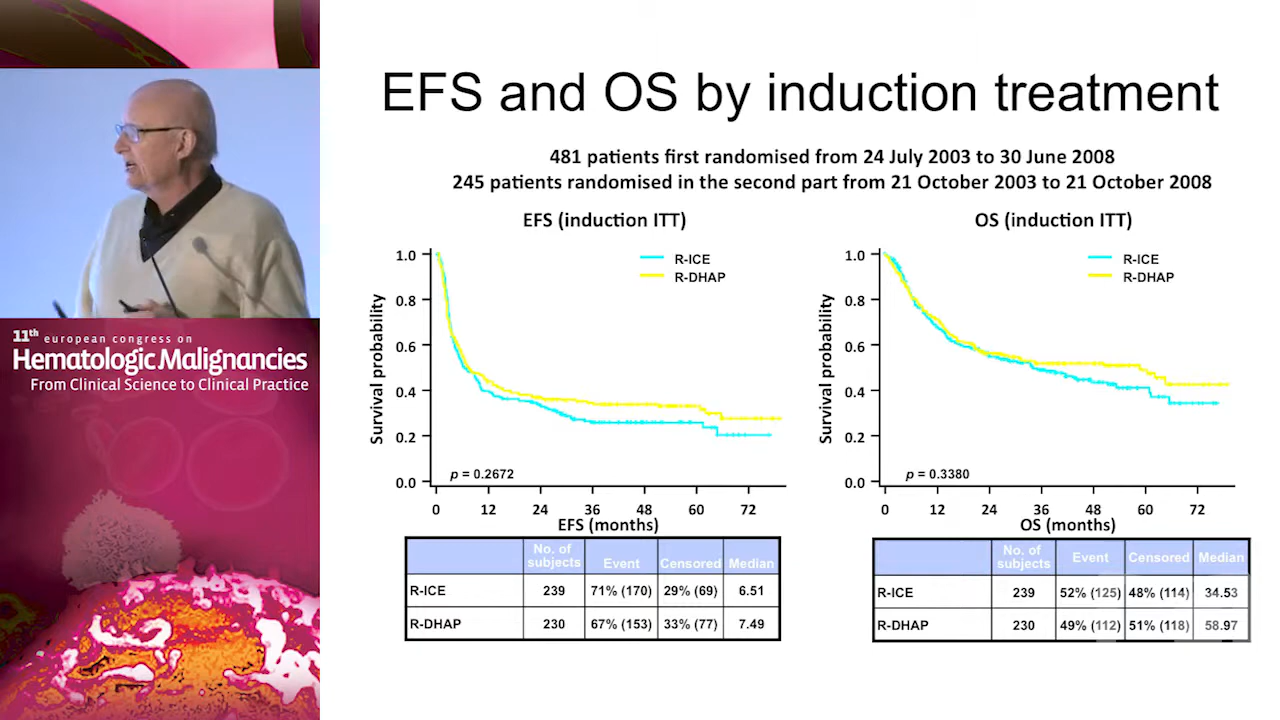 11th european congress on
Hematologic Malignancies
From Clinical Science to Clinical Practice
EFS and OS by induction treatment
481 patients first randomised from 24 July 2003 to 30 June 2008
245 patients randomised in the second part from 21 October 2003 to 21 October 2008
EFS (induction ITT)
Survival probability
1.0
0.8
0.6
0.4
0.2
0.0
R-ICE
R-DHAP
p = 0.2672
0 12 24 36 48 60 72
EFS (months)
No. of subjects Event Censored Median
R-ICE 239 71% (170) 29% (69) 6.51
R-DHAP 230 67% (153) 33% (77) 7.49
OS (induction ITT)
Survival probability
1.0
0.8
0.6
0.4
0.2
0.0
R-ICE
R-DHAP
p = 0.3380
0 12 24 36 48 60 72
OS (months)
No. of subjects Event Censored Median
R-ICE 239 52% (125) 48% (114) 34.53
R-DHAP 230 49% (112) 51% (118) 58.97